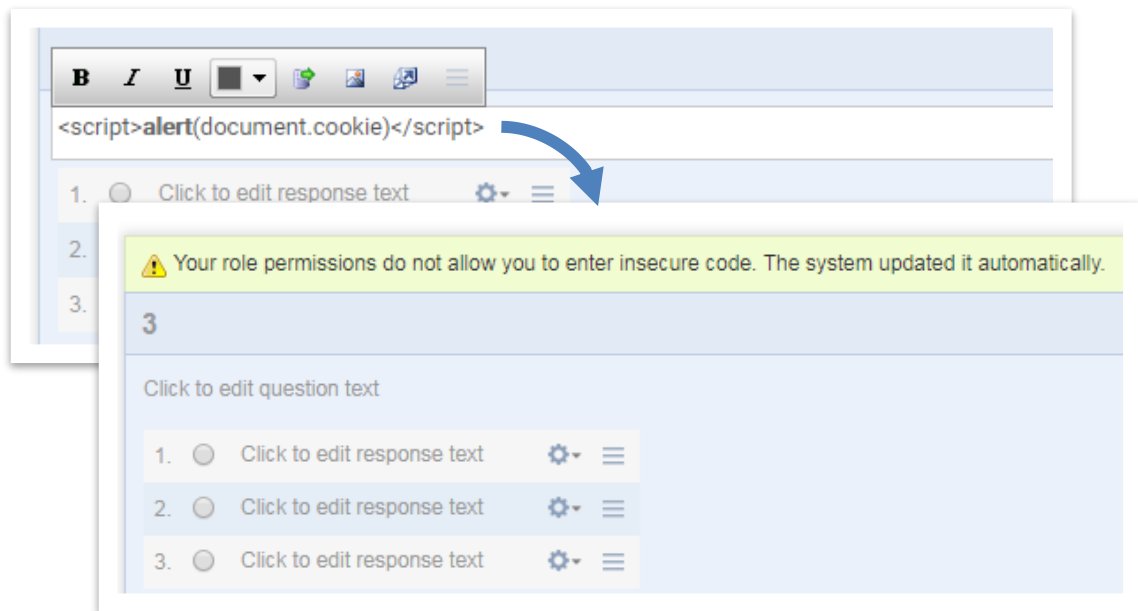 B I U
<script>alert(document.cookie)</script>
1. Click to edit response text
2.
3.
Your role permissions do not allow you to enter insecure code. The system updated it automatically.
3
Click to edit question text
1. Click to edit response text
2. Click to edit response text
3. Click to edit response text